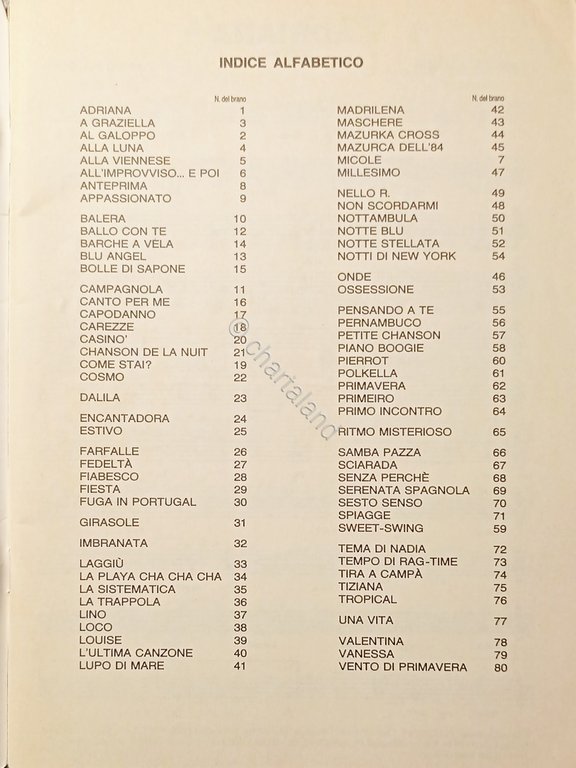 INDICE ALFABETICO
N. del brano
ADRIANA 1
A GRAZIELLA 3
AL GALOPPO 2
ALLA LUNA 4
ALLA VIENNESE 5
ALL'IMPROVVISO... E POI 6
ANTEPRIMA 8
APPASSIONATO 9
BALERA 10
BALLO CON TE 12
BARCHE A VELA 14
BLU ANGEL 13
BOLLE DI SAPONE 15
CAMPAGNOLA 11
CANTO PER ME 16
CAPODANNO 17
CAREZZE 18
CASINO' 20
CHANSON DE LA NUIT 21
COME STAI? 19
COSMO 22
DALILA 23
ENCANTADORA 24
ESTIVO 25
FARFALLE 26
FEDELTÀ 27
FIABESCO 28
FIESTA 29
FUGA IN PORTUGAL 30
GIRASOLE 31
IMBRANATA 32
LAGGIÙ 33
LA PLAYA CHA CHA CHA 34
LA SISTEMATICA 35
LA TRAPPOLA 36
LINO 37
LOCO 38
LOUISE 39
L'ULTIMA CANZONE 40
LUPO DI MARE 41
N. del brano
MADRILENA 42
MASCHERE 43
MAZURKA CROSS 44
MAZURCA DELL'84 45
MICOLE 7
MILLESIMO 47
NELLO R. 49
NON SCORDARMI 48
NOTTAMBULA 50
NOTTE BLU 51
NOTTE STELLATA 52
NOTTI DI NEW YORK 54
ONDE 46
OSSESSIONE 53
PENSANDO A TE 55
PERNAMBUCO 56
PETITE CHANSON 57
PIANO BOOGIE 58
PIERROT 60
POLKELLA 61
PRIMAVERA 62
PRIMEIRO 63
PRIMO INCONTRO 64
RITMO MISTERIOSO 65
SAMBA PAZZA 66
SCIARADA 67
SENZA PERCHÈ 68
SERENATA SPAGNOLA 69
SESTO SENSO 70
SPIAGGE 71
SWEET-SWING 59
TEMA DI NADIA 72
TEMPO DI RAG-TIME 73
TIRA A CAMPÀ 74
TIZIANA 75
TROPICAL 76
UNA VITA 77
VALENTINA 78
VANESSA 79
VENTO DI PRIMAVERA 80
© chartaland